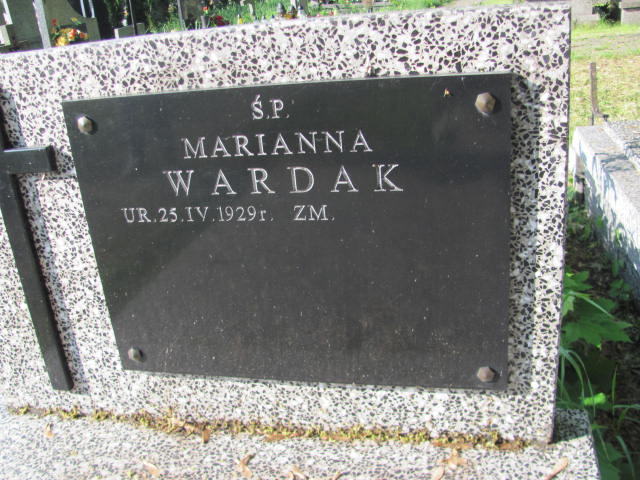 Ś.P.
MARIANNA
WARDAK
UR.25.IV.1929r. ZM.